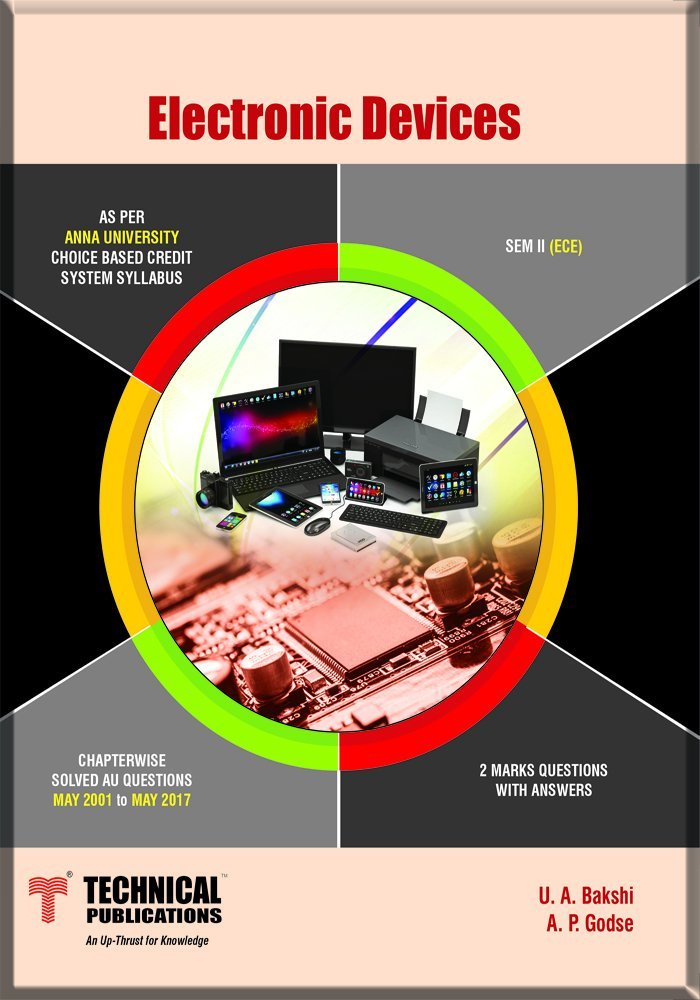 Electronic Devices
AS PER
ANNA UNIVERSITY
CHOICE BASED CREDIT
SYSTEM SYLLABUS
SEM II (ECE)
CHAPTERWISE
SOLVED AU QUESTIONS
MAY 2001 to MAY 2017
2 MARKS QUESTIONS
WITH ANSWERS
®
TECHNICAL™
PUBLICATIONS
An Up-Thrust for Knowledge
U. A. Bakshi
A. P. Godse